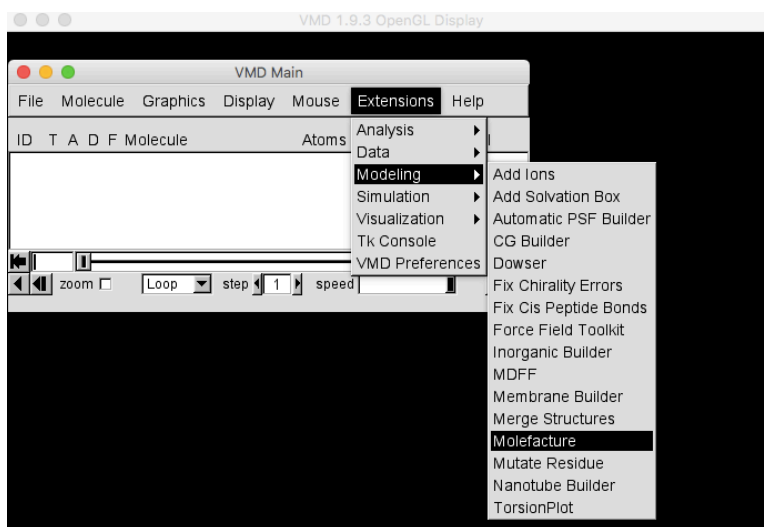 VMD 1.9.3 OpenGL Display
VMD Main
File Molecule Graphics Display Mouse Extensions Help
ID T A D F Molecule Atoms
Analysis
Data
Modeling
Simulation
Visualization
Tk Console
VMD Preferences
zoom Loop step 1 speed
Add Ions
Add Solvation Box
Automatic PSF Builder
CG Builder
Dowser
Fix Chirality Errors
Fix Cis Peptide Bonds
Force Field Toolkit
Inorganic Builder
MDFF
Membrane Builder
Merge Structures
Molefacture
Mutate Residue
Nanotube Builder
TorsionPlot